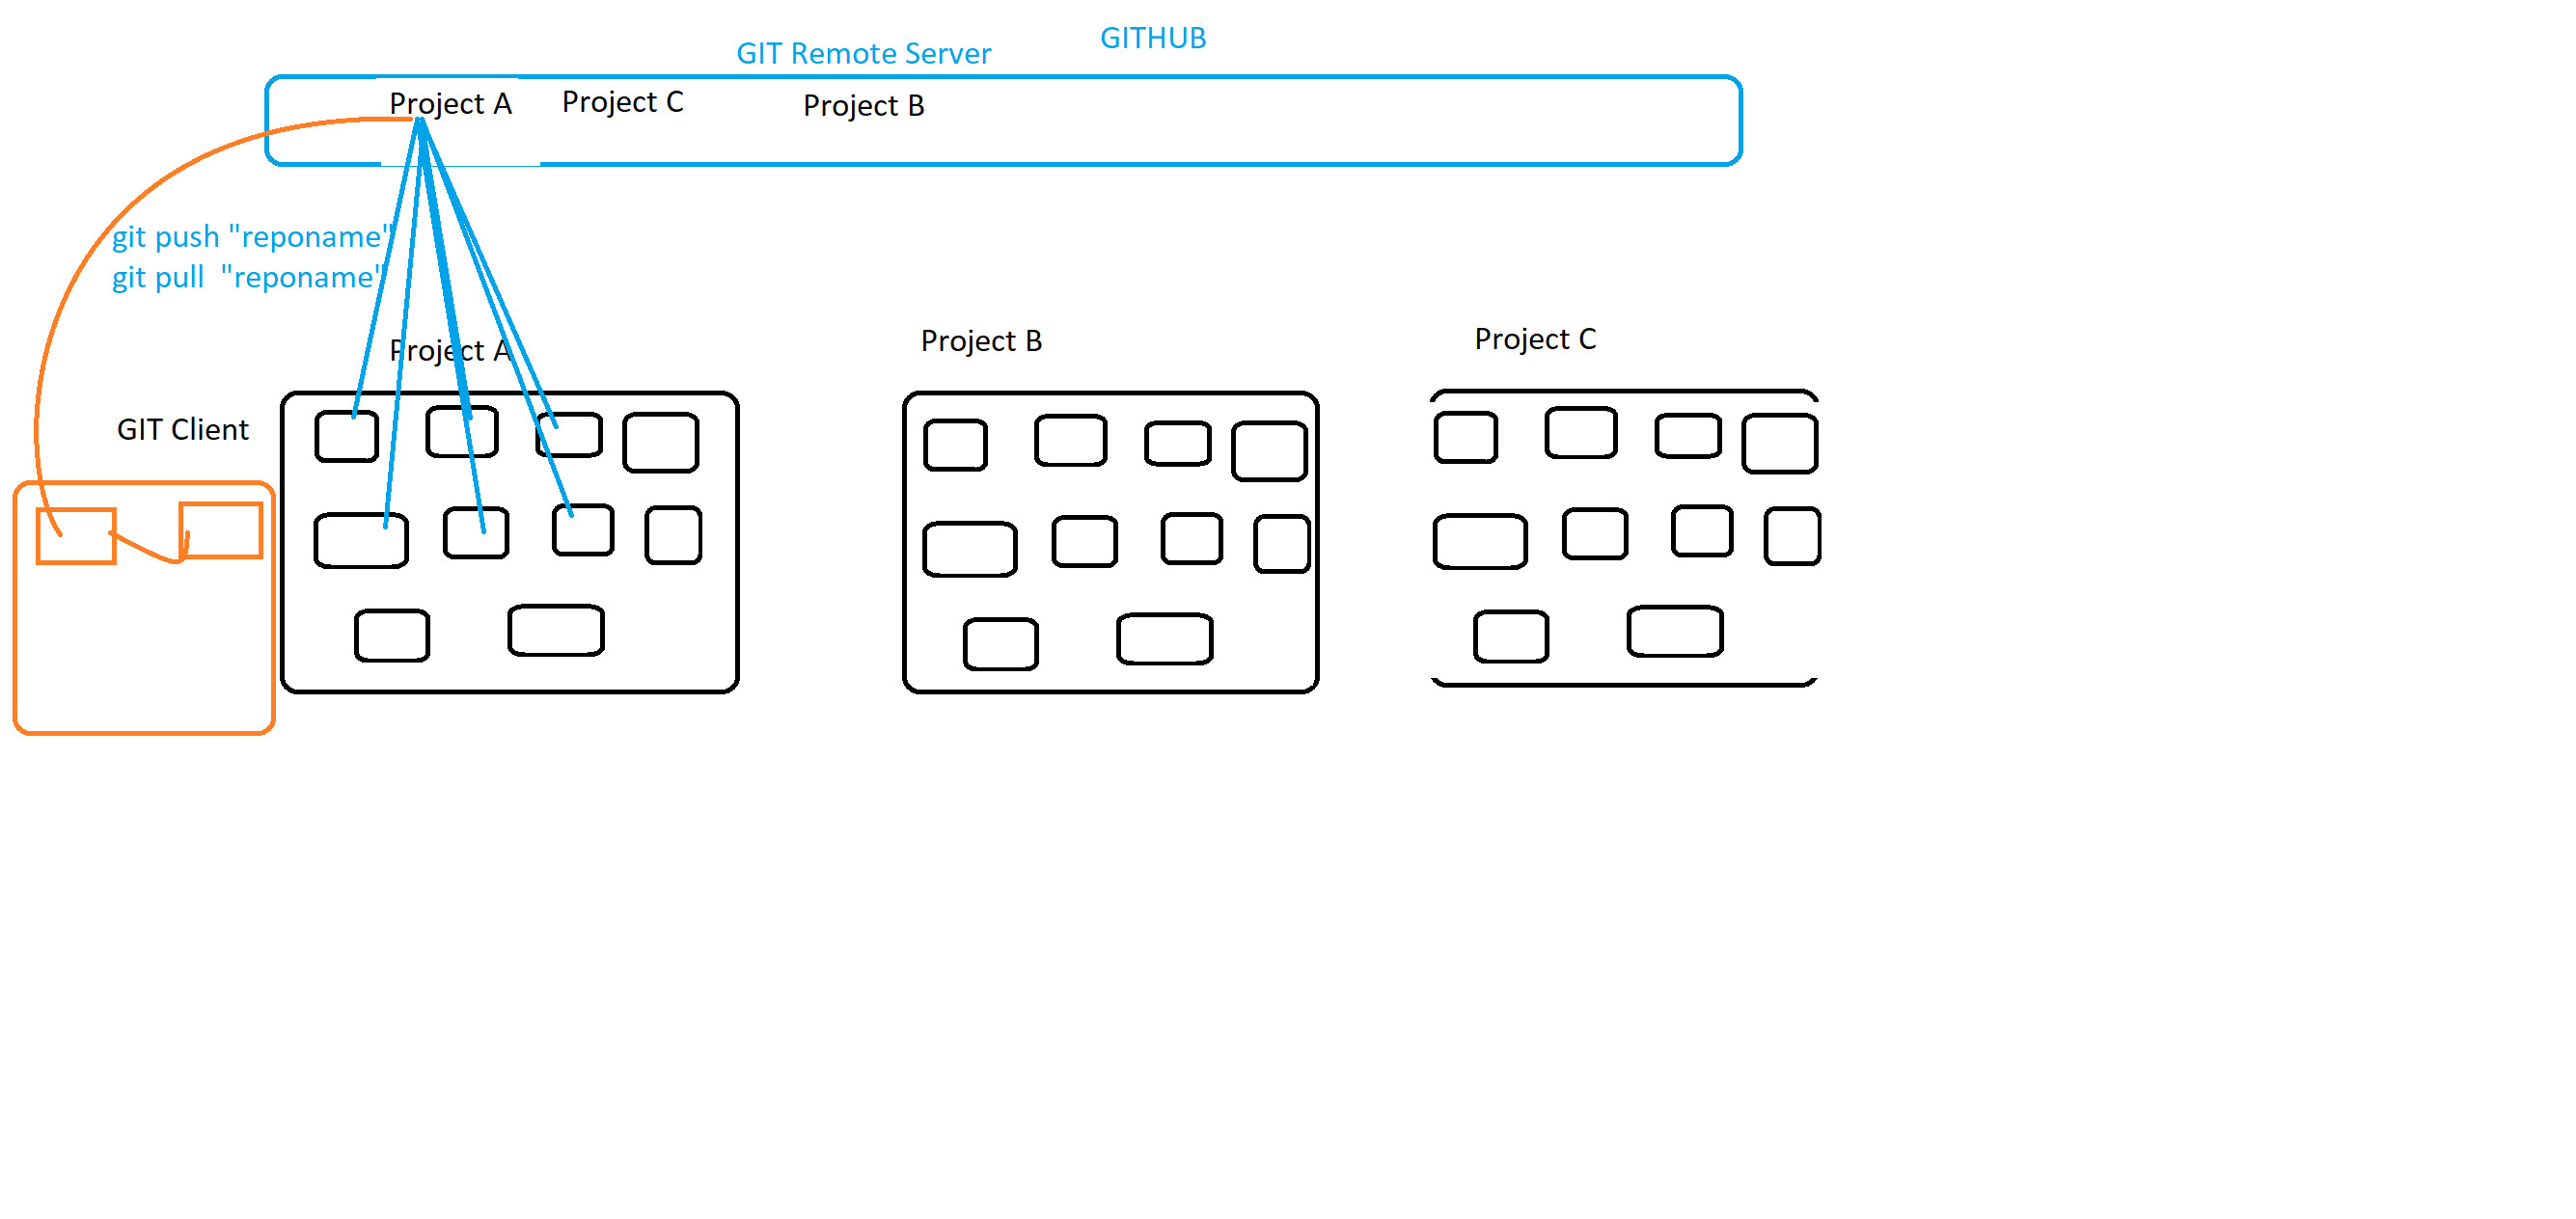 GITHUB
GIT Remote Server
Project A
Project C
Project B
git push "reponame"
git pull  "reponame"
Project A
Project B
Project C
GIT Client